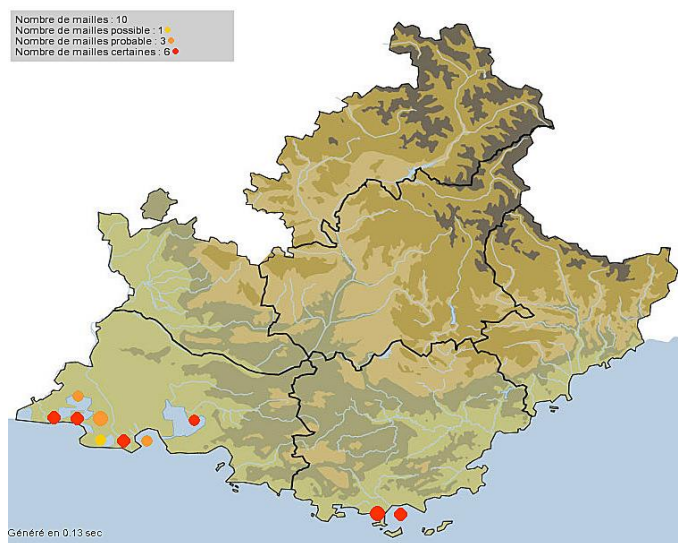 Nombre de mailles : 10
Nombre de mailles possible : 1
Nombre de mailles probable : 3
Nombre de mailles certaines : 6
Généré en 0.13 sec